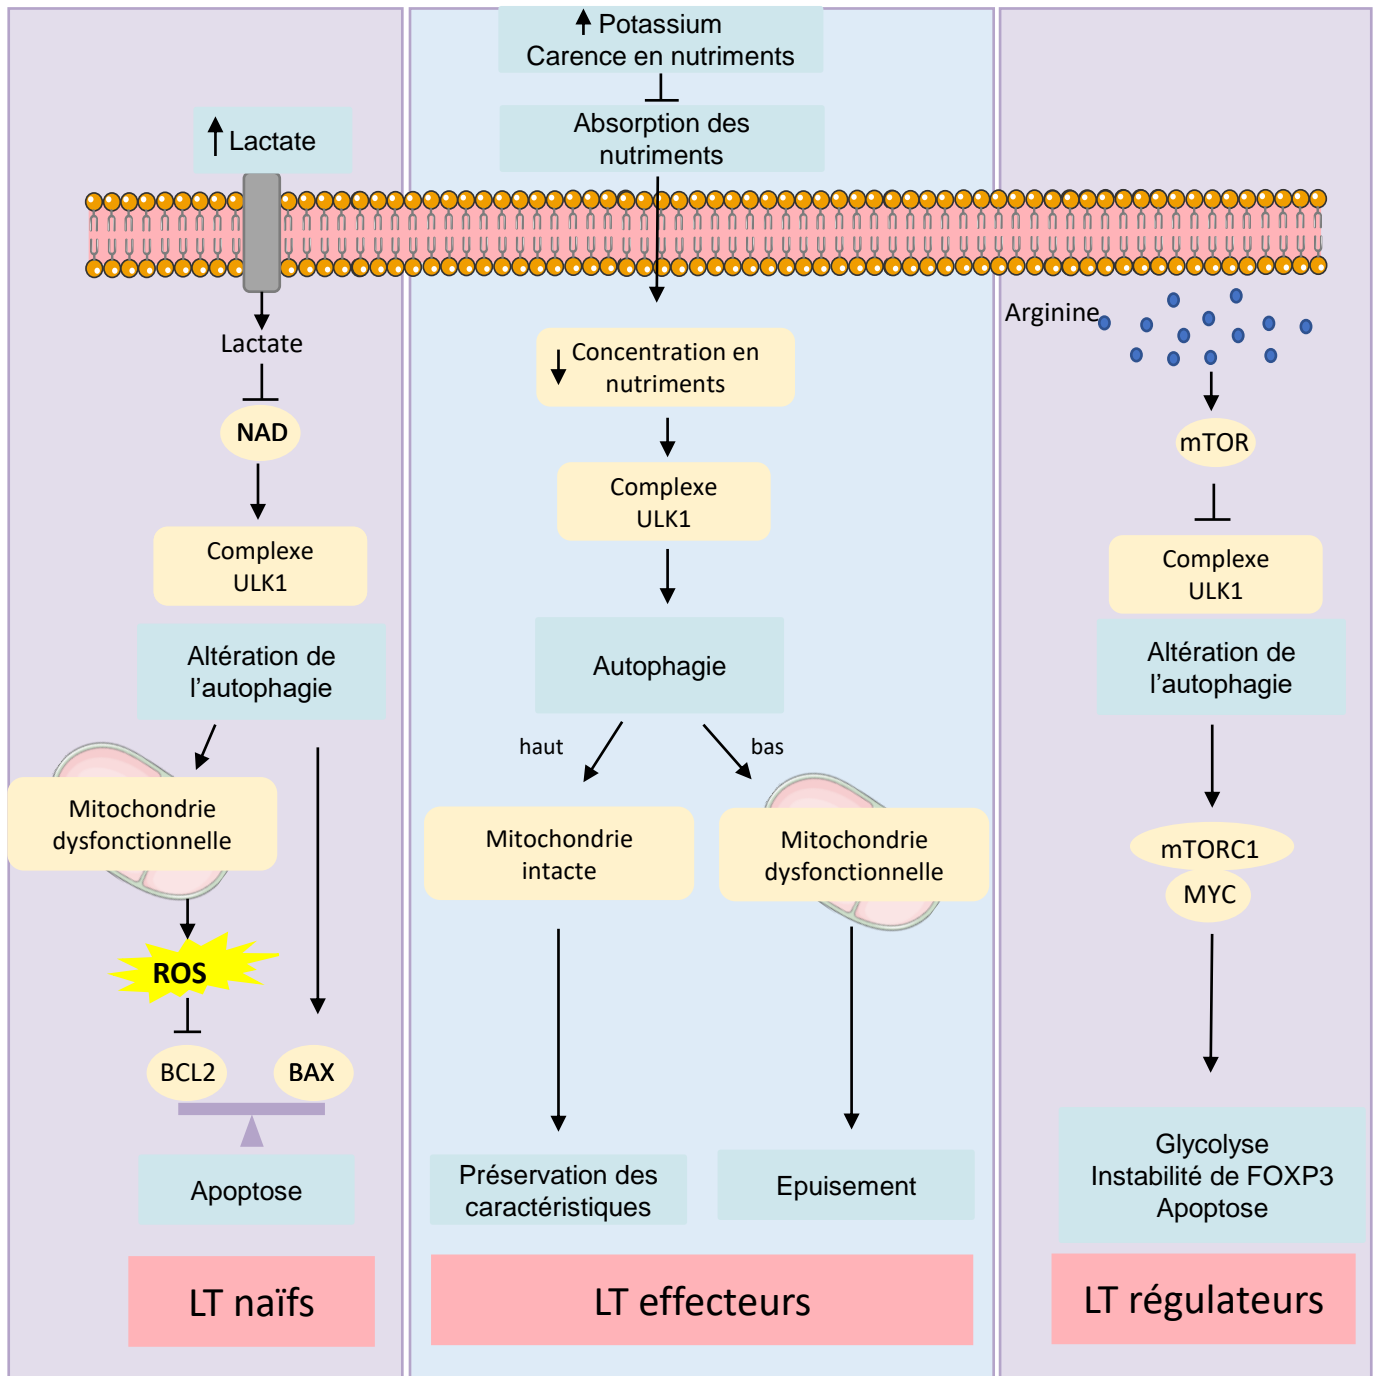 Lactate
Lactate
NAD
Complexe
ULK1
Altération de
l'autophagie
Mitochondrie
dysfonctionnelle
ROS
BCL2
BAX
Apoptose
LT naïfs
Potassium
Carence en nutriments
Absorption des
nutriments
Concentration en
nutriments
Complexe
ULK1
Autophagie
haut
bas
Mitochondrie
intacte
Mitochondrie
dysfonctionnelle
Préservation des
caractéristiques
Epuisement
LT effecteurs
Arginine
mTOR
Complexe
ULK1
Altération de
l'autophagie
mTORC1
MYC
Glycolyse
Instabilité de FOXP3
Apoptose
LT régulateurs